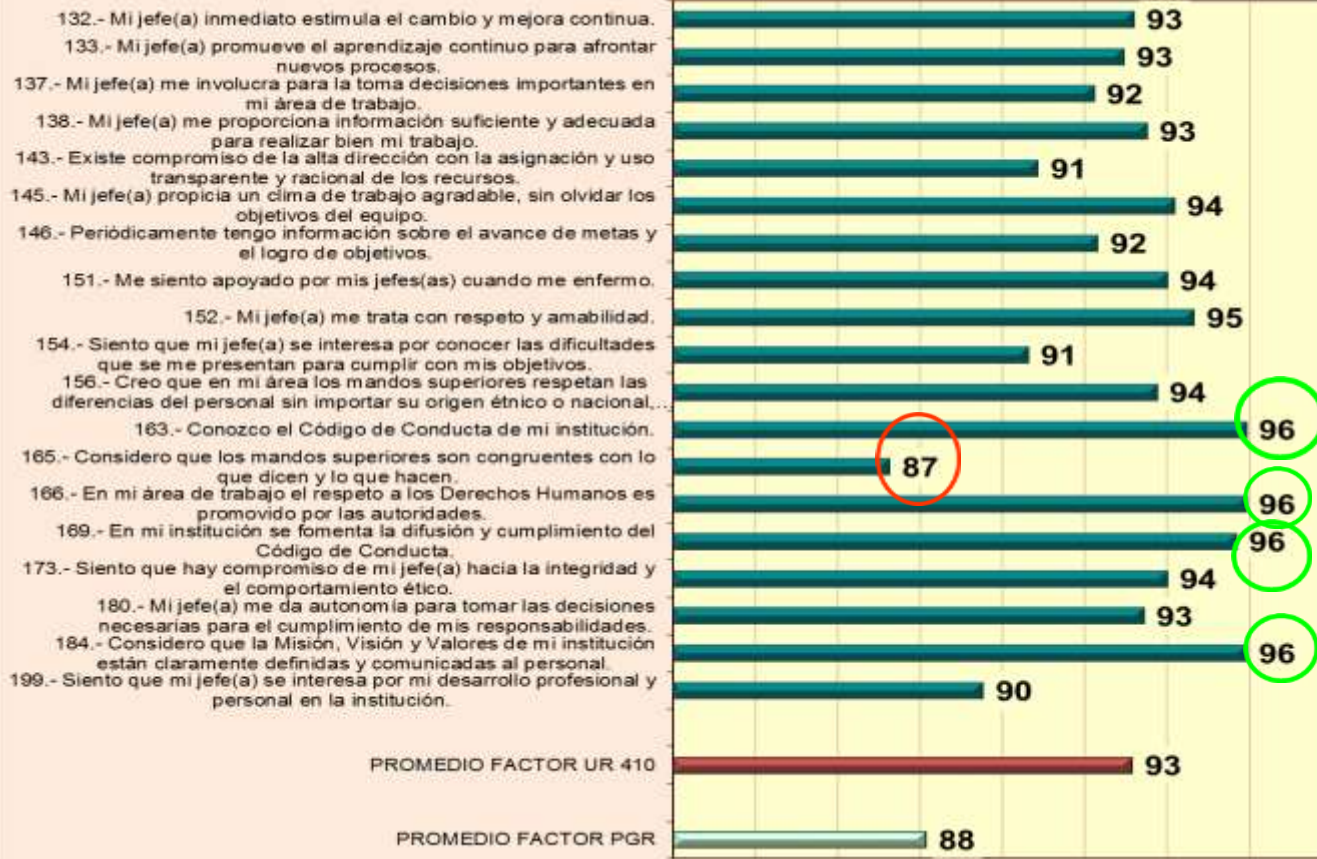 132.- Mi jefe(a) inmediato estimula el cambio y mejora continua.
93
133.- Mi jefe(a) promueve el aprendizaje continuo para afrontar
nuevos procesos.
93
137.- Mi jefe(a) me involucra para la toma decisiones importantes en
mi área de trabajo.
92
138.- Mi jefe(a) me proporciona información suficiente y adecuada
para realizar bien mi trabajo.
93
143.- Existe compromiso de la alta dirección con la asignación y uso
transparente y racional de los recursos.
91
145.- Mi jefe(a) propicia un clima de trabajo agradable, sin olvidar los
objetivos del equipo.
94
146.- Periódicamente tengo información sobre el avance de metas y
el logro de objetivos.
92
151.- Me siento apoyado por mis jefes(as) cuando me enfermo.
94
152.- Mi jefe(a) me trata con respeto y amabilidad.
95
154.- Siento que mi jefe(a) se interesa por conocer las dificultades
que se me presentan para cumplir con mis objetivos.
91
156.- Creo que en mi área los mandos superiores respetan las
diferencias del personal sin importar su origen étnico o nacional,...
94
163.- Conozco el Código de Conducta de mi institución.
96
165.- Considero que los mandos superiores son congruentes con lo
que dicen y lo que hacen.
87
166.- En mi área de trabajo el respeto a los Derechos Humanos es
promovido por las autoridades.
96
169.- En mi institución se fomenta la difusión y cumplimiento del
Código de Conducta.
96
173.- Siento que hay compromiso de mi jefe(a) hacia la integridad y
el comportamiento ético.
94
180.- Mi jefe(a) me da autonomía para tomar las decisiones
necesarias para el cumplimiento de mis responsabilidades.
93
184.- Considero que la Misión, Visión y Valores de mi institución
están claramente definidas y comunicadas al personal.
96
199.- Siento que mi jefe(a) se interesa por mi desarrollo profesional y
personal en la institución.
90
PROMEDIO FACTOR UR 410
93
PROMEDIO FACTOR PGR
88